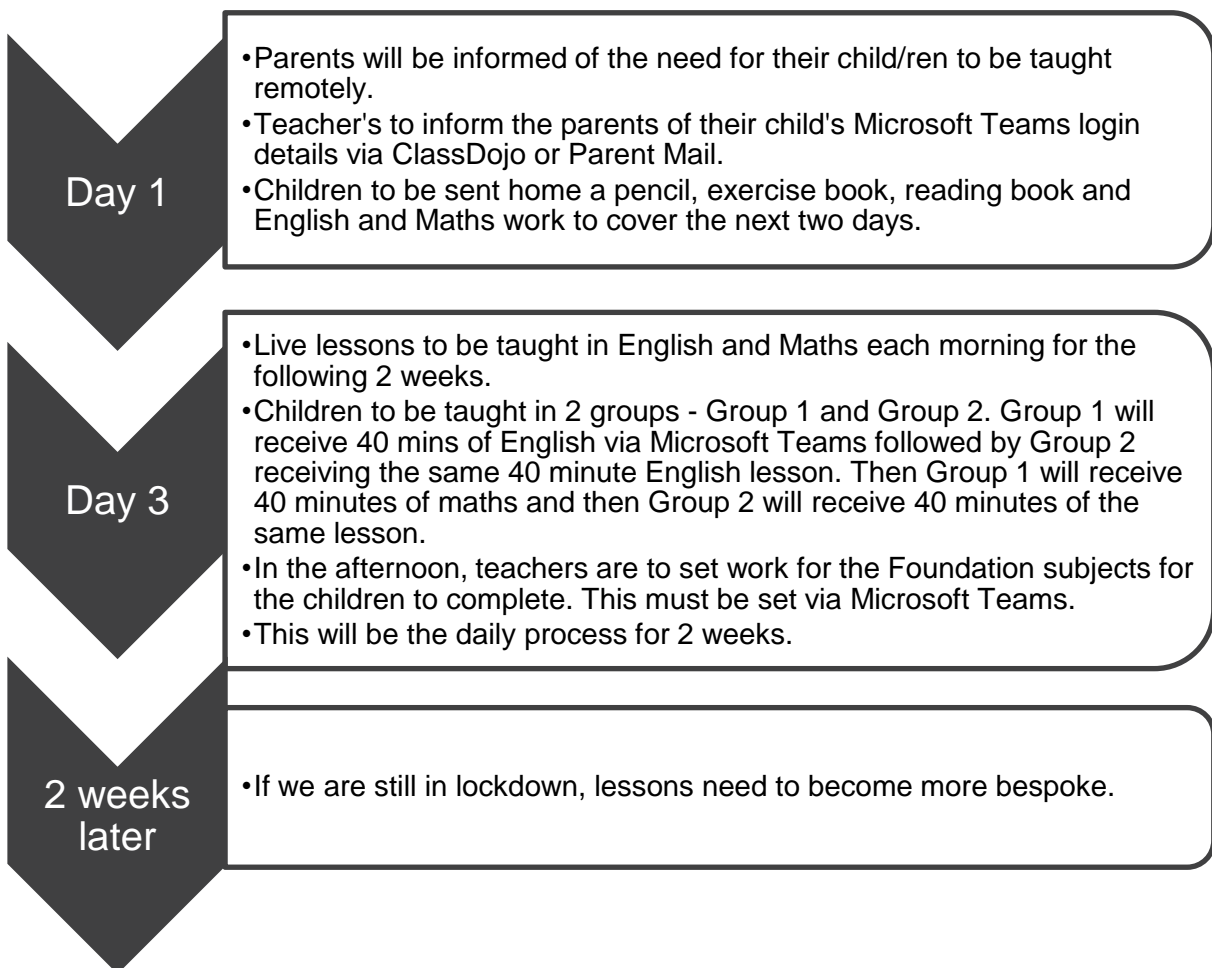 Day 1
•Parents will be informed of the need for their child/ren to be taught
remotely.
•Teacher's to inform the parents of their child's Microsoft Teams login
details via ClassDojo or Parent Mail.
•Children to be sent home a pencil, exercise book, reading book and
English and Maths work to cover the next two days.
Day 3
•Live lessons to be taught in English and Maths each morning for the
following 2 weeks.
•Children to be taught in 2 groups - Group 1 and Group 2. Group 1 will
receive 40 mins of English via Microsoft Teams followed by Group 2
receiving the same 40 minute English lesson. Then Group 1 will receive
40 minutes of maths and then Group 2 will receive 40 minutes of the
same lesson.
•In the afternoon, teachers are to set work for the Foundation subjects for
the children to complete. This must be set via Microsoft Teams.
•This will be the daily process for 2 weeks.
2 weeks
later
•If we are still in lockdown, lessons need to become more bespoke.